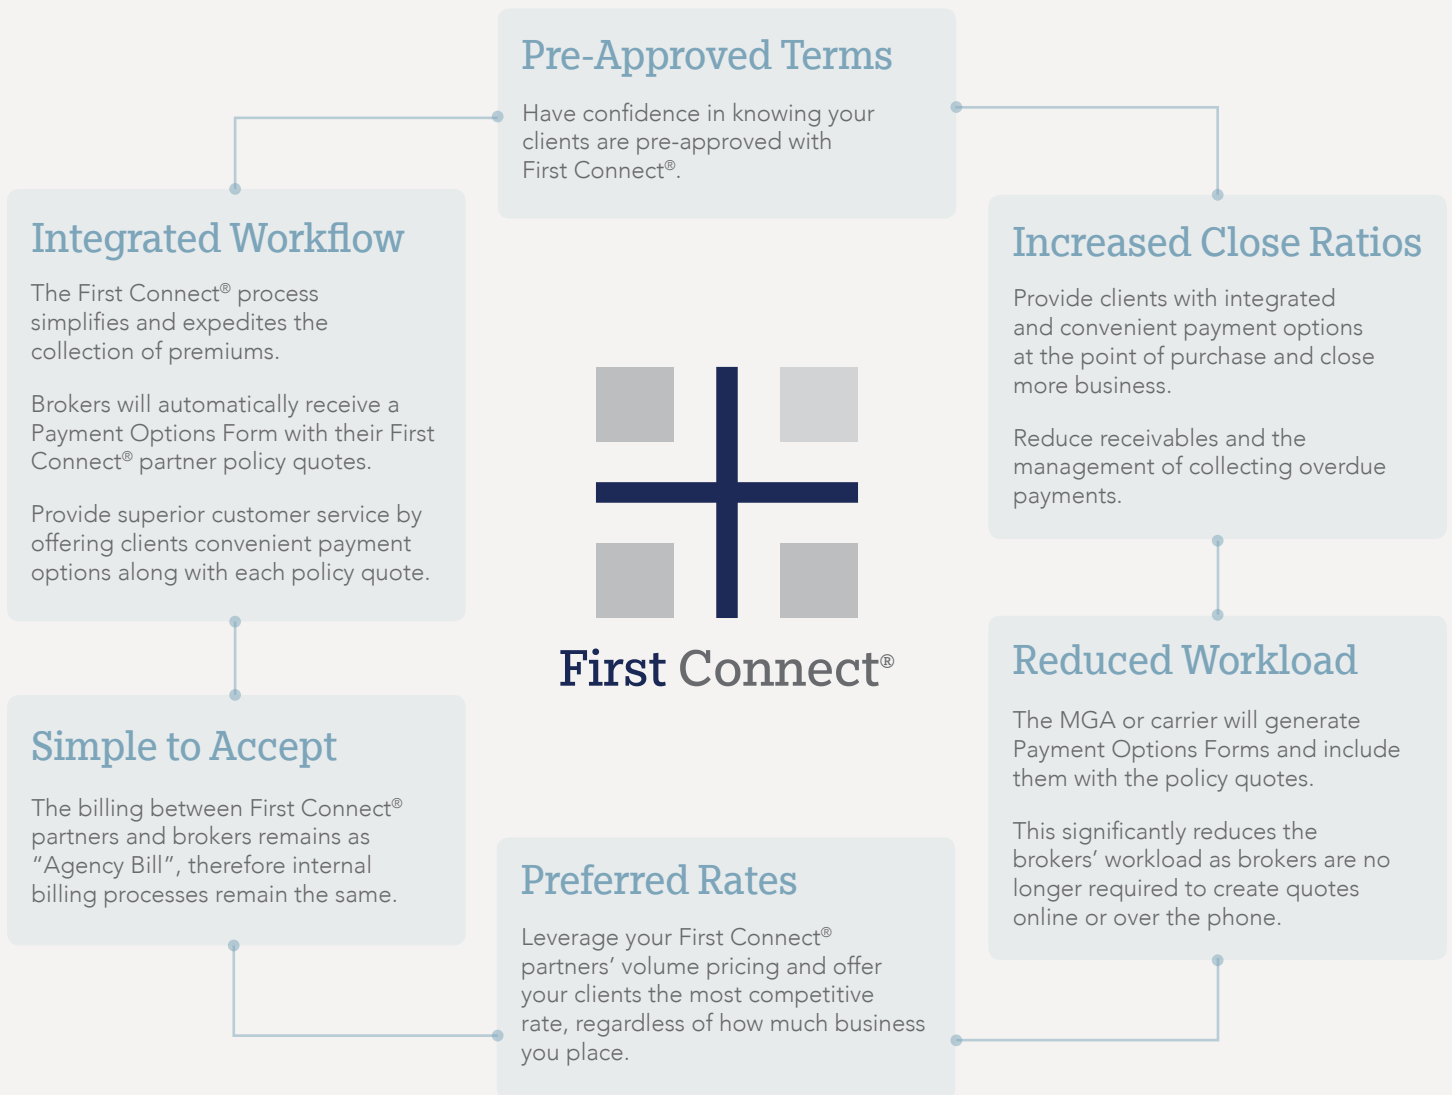 Pre-Approved Terms
Have confidence in knowing your
clients are pre-approved with
First Connect®.
Integrated Workflow
The First Connect® process
simplifies and expedites the
collection of premiums.
Brokers will automatically receive a
Payment Options Form with their First
Connect® partner policy quotes.
Provide superior customer service by
offering clients convenient payment
options along with each policy quote.
Increased Close Ratios
Provide clients with integrated
and convenient payment options
at the point of purchase and close
more business.
Reduce receivables and the
management of collecting overdue
payments.
First Connect®
Simple to Accept
The billing between First Connect®
partners and brokers remains as
“Agency Bill”, therefore internal
billing processes remain the same.
Reduced Workload
The MGA or carrier will generate
Payment Options Forms and include
them with the policy quotes.
This significantly reduces the
brokers’ workload as brokers are no
longer required to create quotes
online or over the phone.
Preferred Rates
Leverage your First Connect®
partners’ volume pricing and offer
your clients the most competitive
rate, regardless of how much business
you place.